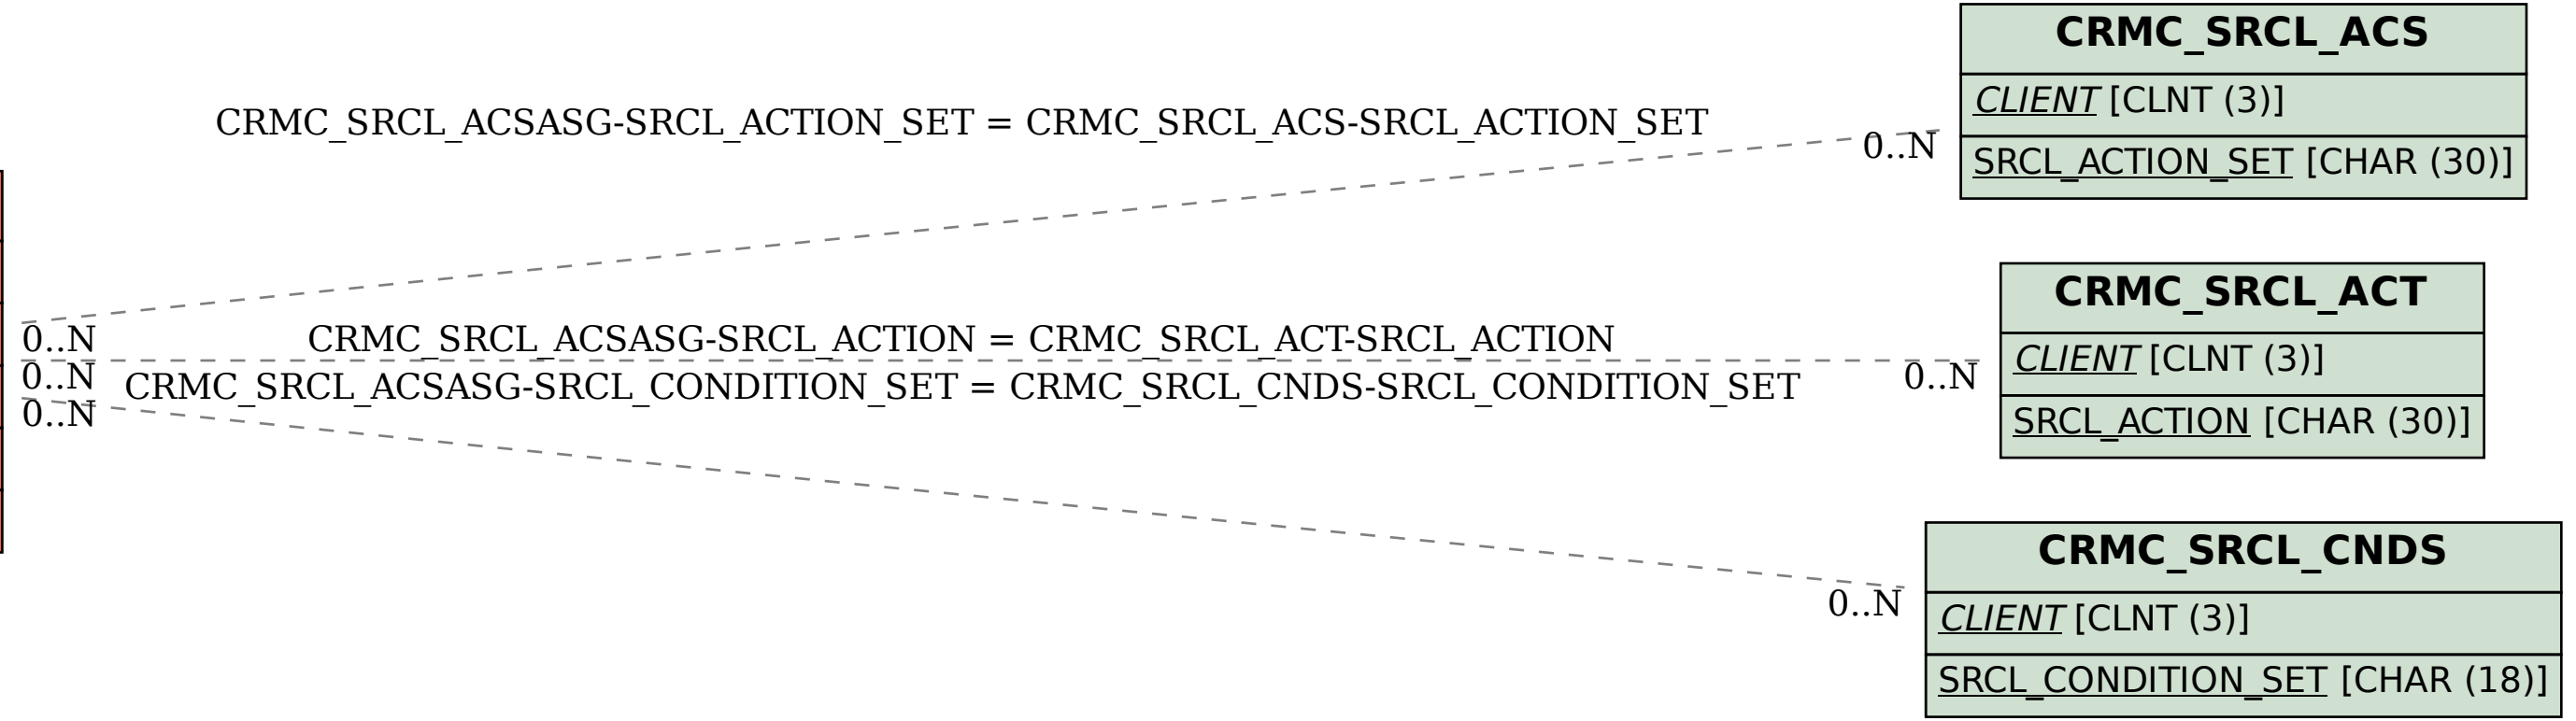 CRMC_SRCL_ACS
CLIENT [CLNT (3)]
SRCL_ACTION_SET [CHAR (30)]
CRMC_SRCL_ACSASG-SRCL_ACTION_SET = CRMC_SRCL_ACS-SRCL_ACTION_SET
0..N
0..N
CRMC_SRCL_ACT
CLIENT [CLNT (3)]
SRCL_ACTION [CHAR (30)]
CRMC_SRCL_ACSASG-SRCL_ACTION = CRMC_SRCL_ACT-SRCL_ACTION
0..N
0..N
CRMC_SRCL_ACSASG-SRCL_CONDITION_SET = CRMC_SRCL_CNDS-SRCL_CONDITION_SET
0..N
0..N
CRMC_SRCL_CNDS
CLIENT [CLNT (3)]
SRCL_CONDITION_SET [CHAR (18)]